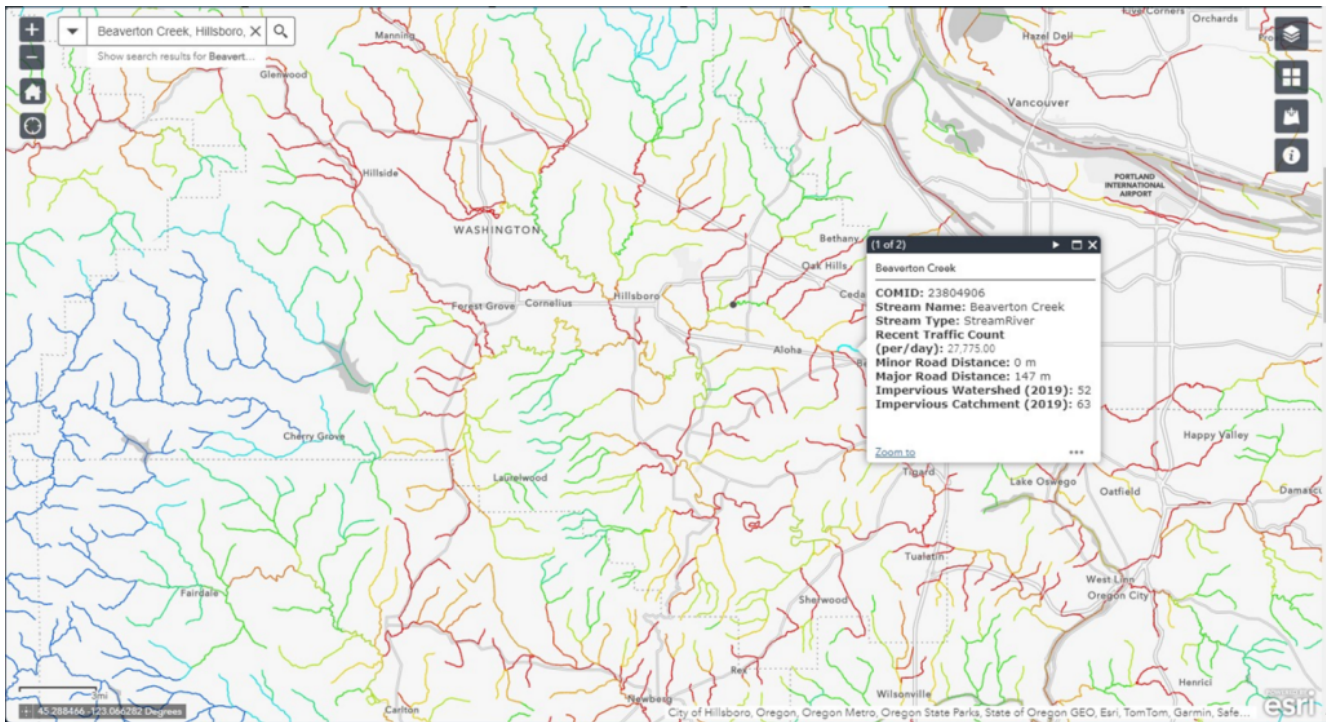 Beaverton Creek, Hillsboro,
Show search results for Beavert...
Manning
Glenwood
Hillside
WASHINGTON
Forest Grove
Cornelius
Hillsboro
Cherry Grove
Laurelwood
Fairdale
Carlton
Newberg
Rex
Sherwood
Wilsonville
Tualatin
Aloha
Bethany
Oak Hills
Orchards
Hazel Dell
Vancouver
PORTLAND
INTERNATIONAL
AIRPORT
(1 of 2)
Beaverton Creek
COMID: 23804906
Stream Name: Beaverton Creek
Stream Type: StreamRiver
Recent Traffic Count
(per/day): 27,775.00
Minor Road Distance: 0 m
Major Road Distance: 147 m
Impervious Watershed (2019): 52
Impervious Catchment (2019): 63
Zoom to
Tigard
Lake Oswego
Oatfield
Happy Valley
Damascu
West Linn
Oregon City
Henrici
3mi
45.288466 -123.066282 Degrees
City of Hillsboro, Oregon, Oregon Metro, Oregon State Parks, State of Oregon GEO, Esri, TomTom, Garmin, Safe...
POWERED BY
esri